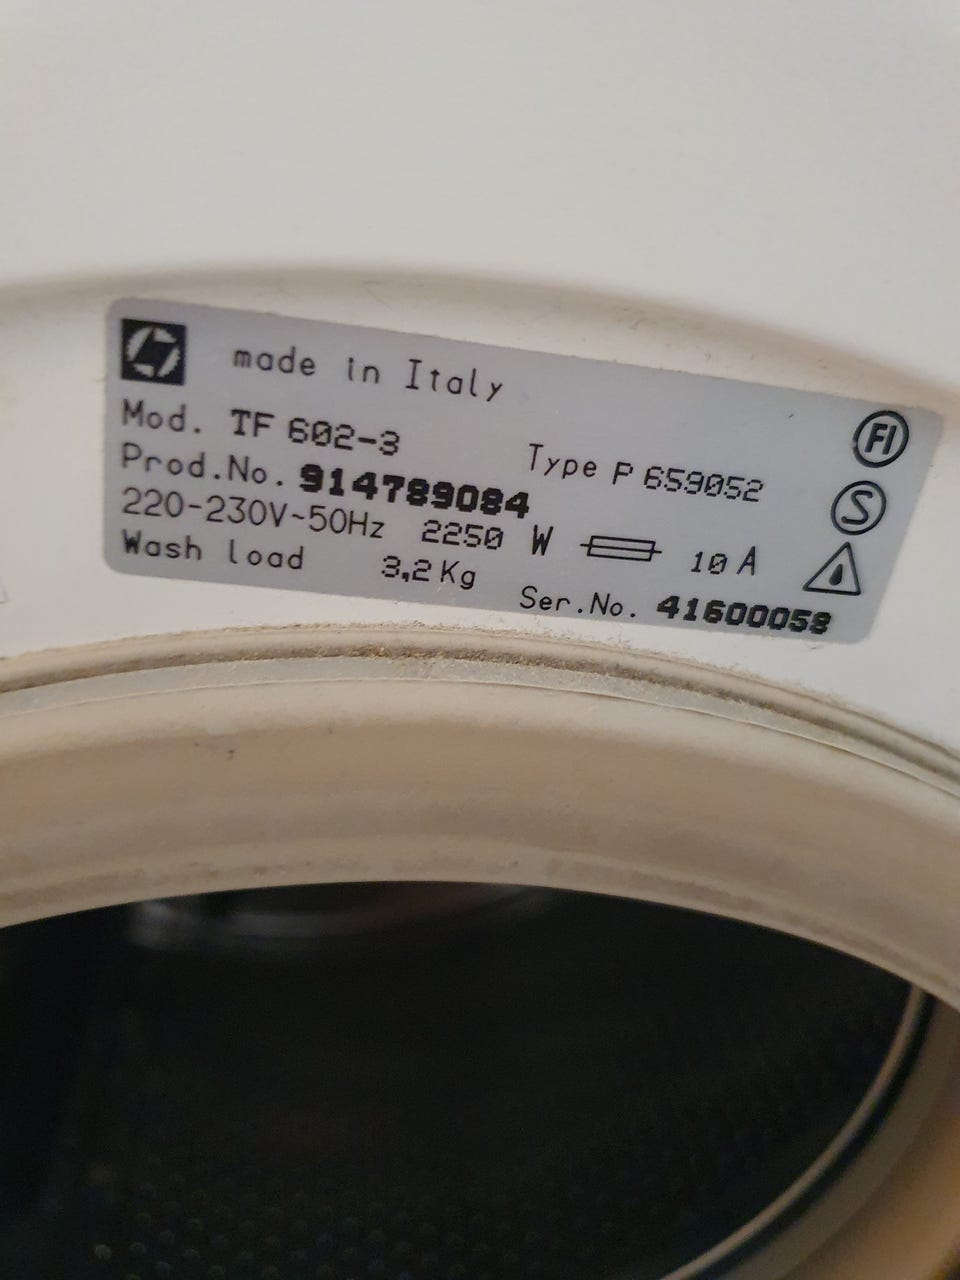 made in Italy
Mod. TF 602-3
Type P 659052
Prod.No. 914789084
220-230V~50Hz 2250 W 10 A
Wash load 3,2 Kg
Ser.No. 41600058
FI
S